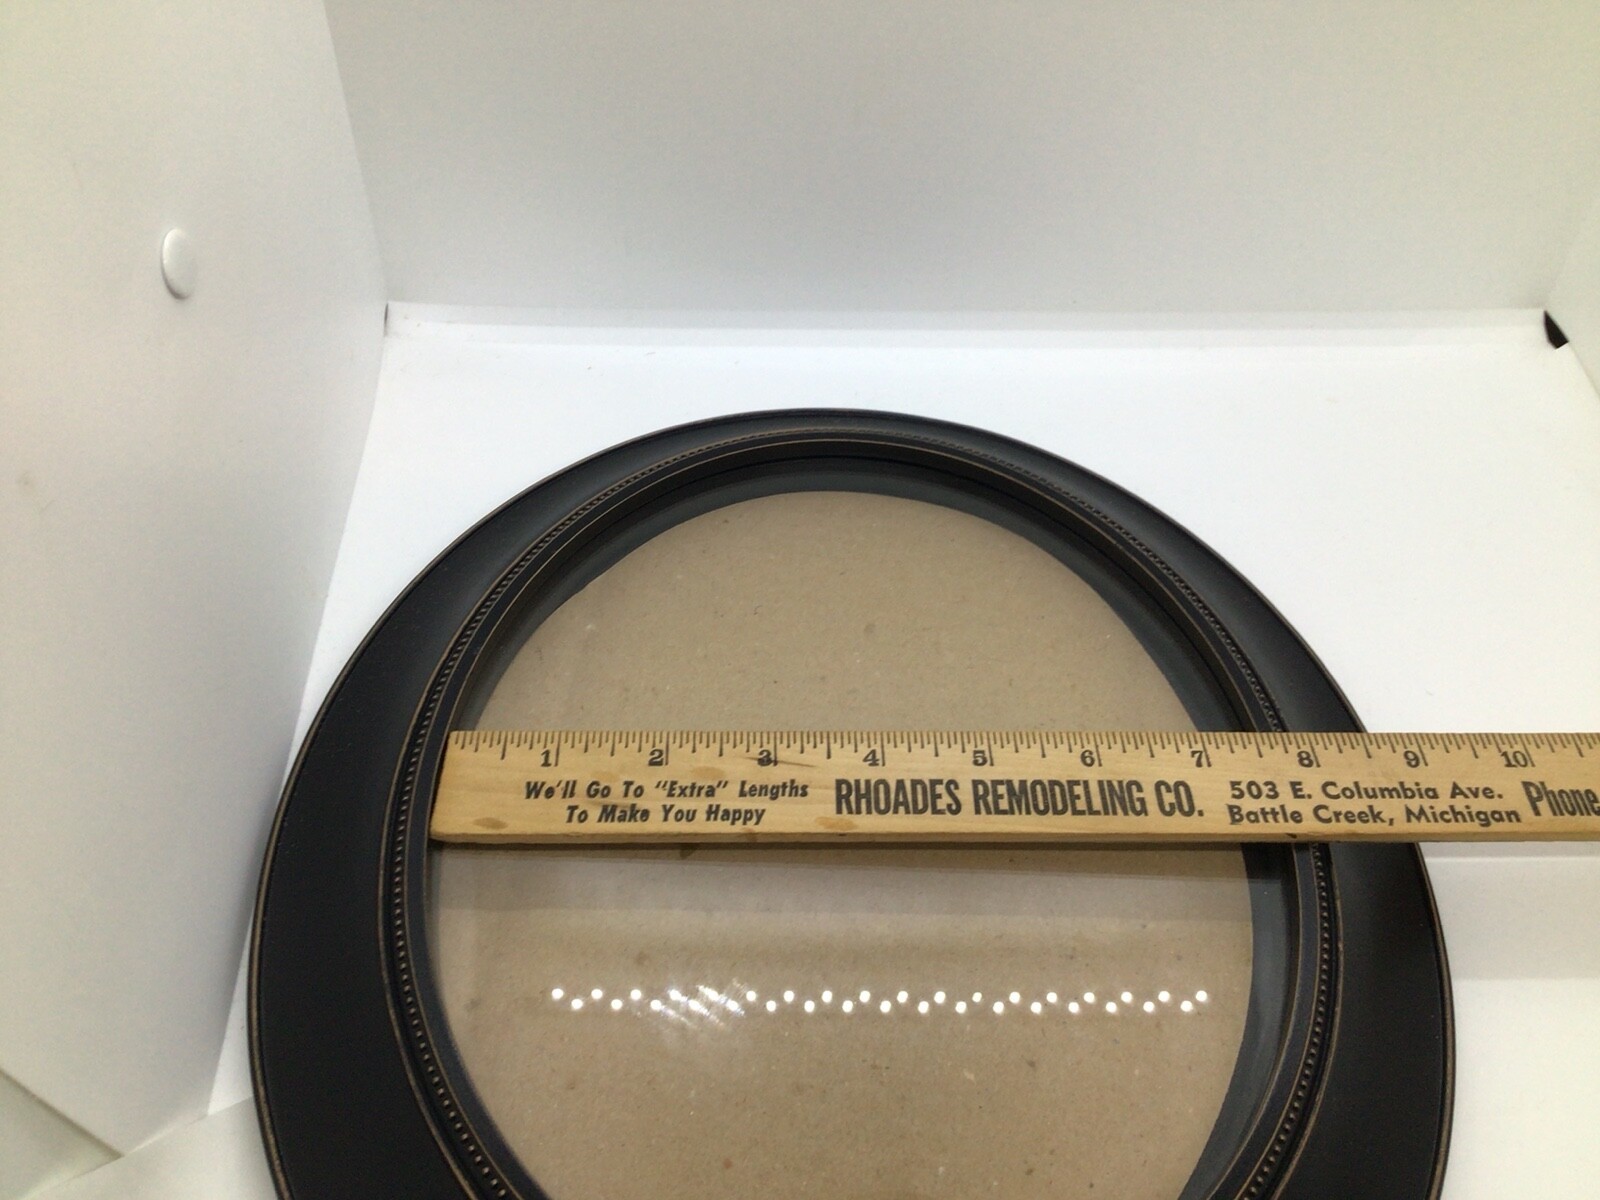 1 2 3 4 5 6 7 8 9 10
We'll Go To "Extra" Lengths
To Make You Happy
RHOADES REMODELING CO.
503 E. Columbia Ave.
Battle Creek, Michigan
Phone